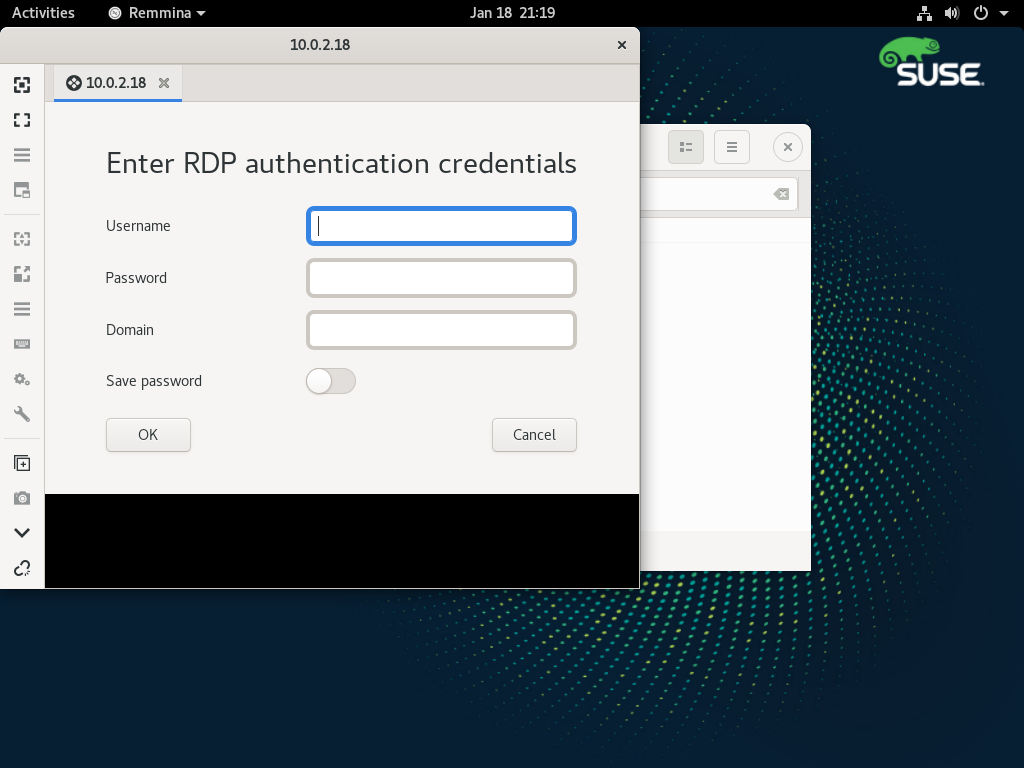 Activities Remmina Jan 18 21:19
10.0.2.18
10.0.2.18
SUSE
Enter RDP authentication credentials
Username
Password
Domain
Save password
OK Cancel